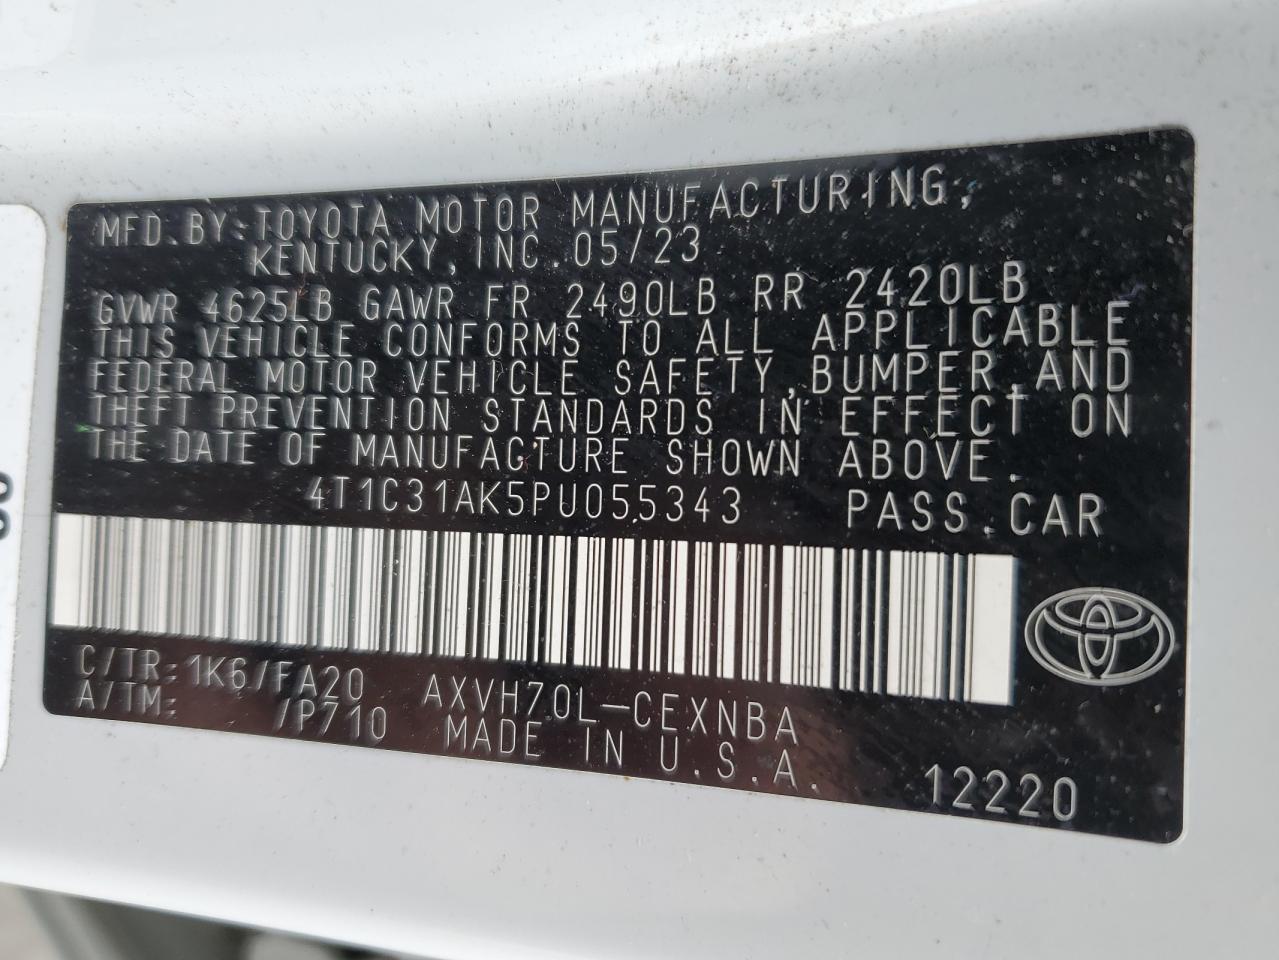 MFD. BY: TOYOTA MOTOR MANUFACTURING,
KENTUCKY, INC. 05/23
GVWR 4625LB GAWR FR 2490LB RR 2420LB
THIS VEHICLE CONFORMS TO ALL APPLICABLE
FEDERAL MOTOR VEHICLE SAFETY, BUMPER, AND
THEFT PREVENTION STANDARDS IN EFFECT ON
THE DATE OF MANUFACTURE SHOWN ABOVE.
4T1C31AK5PU055343 PASS. CAR
C/TR: 1K6/FA20 AXVH70L-CEXNBA
A/TM: /P710 MADE IN U.S.A.
12220